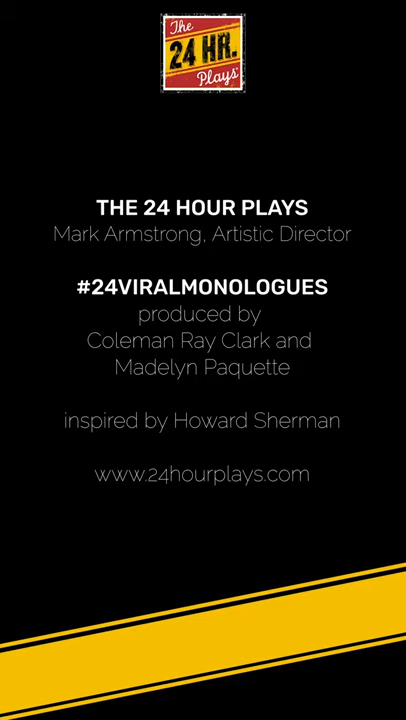 The
24 HR.
Plays
THE 24 HOUR PLAYS
Mark Armstrong, Artistic Director
#24VIRALMONOLOGUES
produced by
Coleman Ray Clark and
Madelyn Paquette
inspired by Howard Sherman
www.24hourplays.com